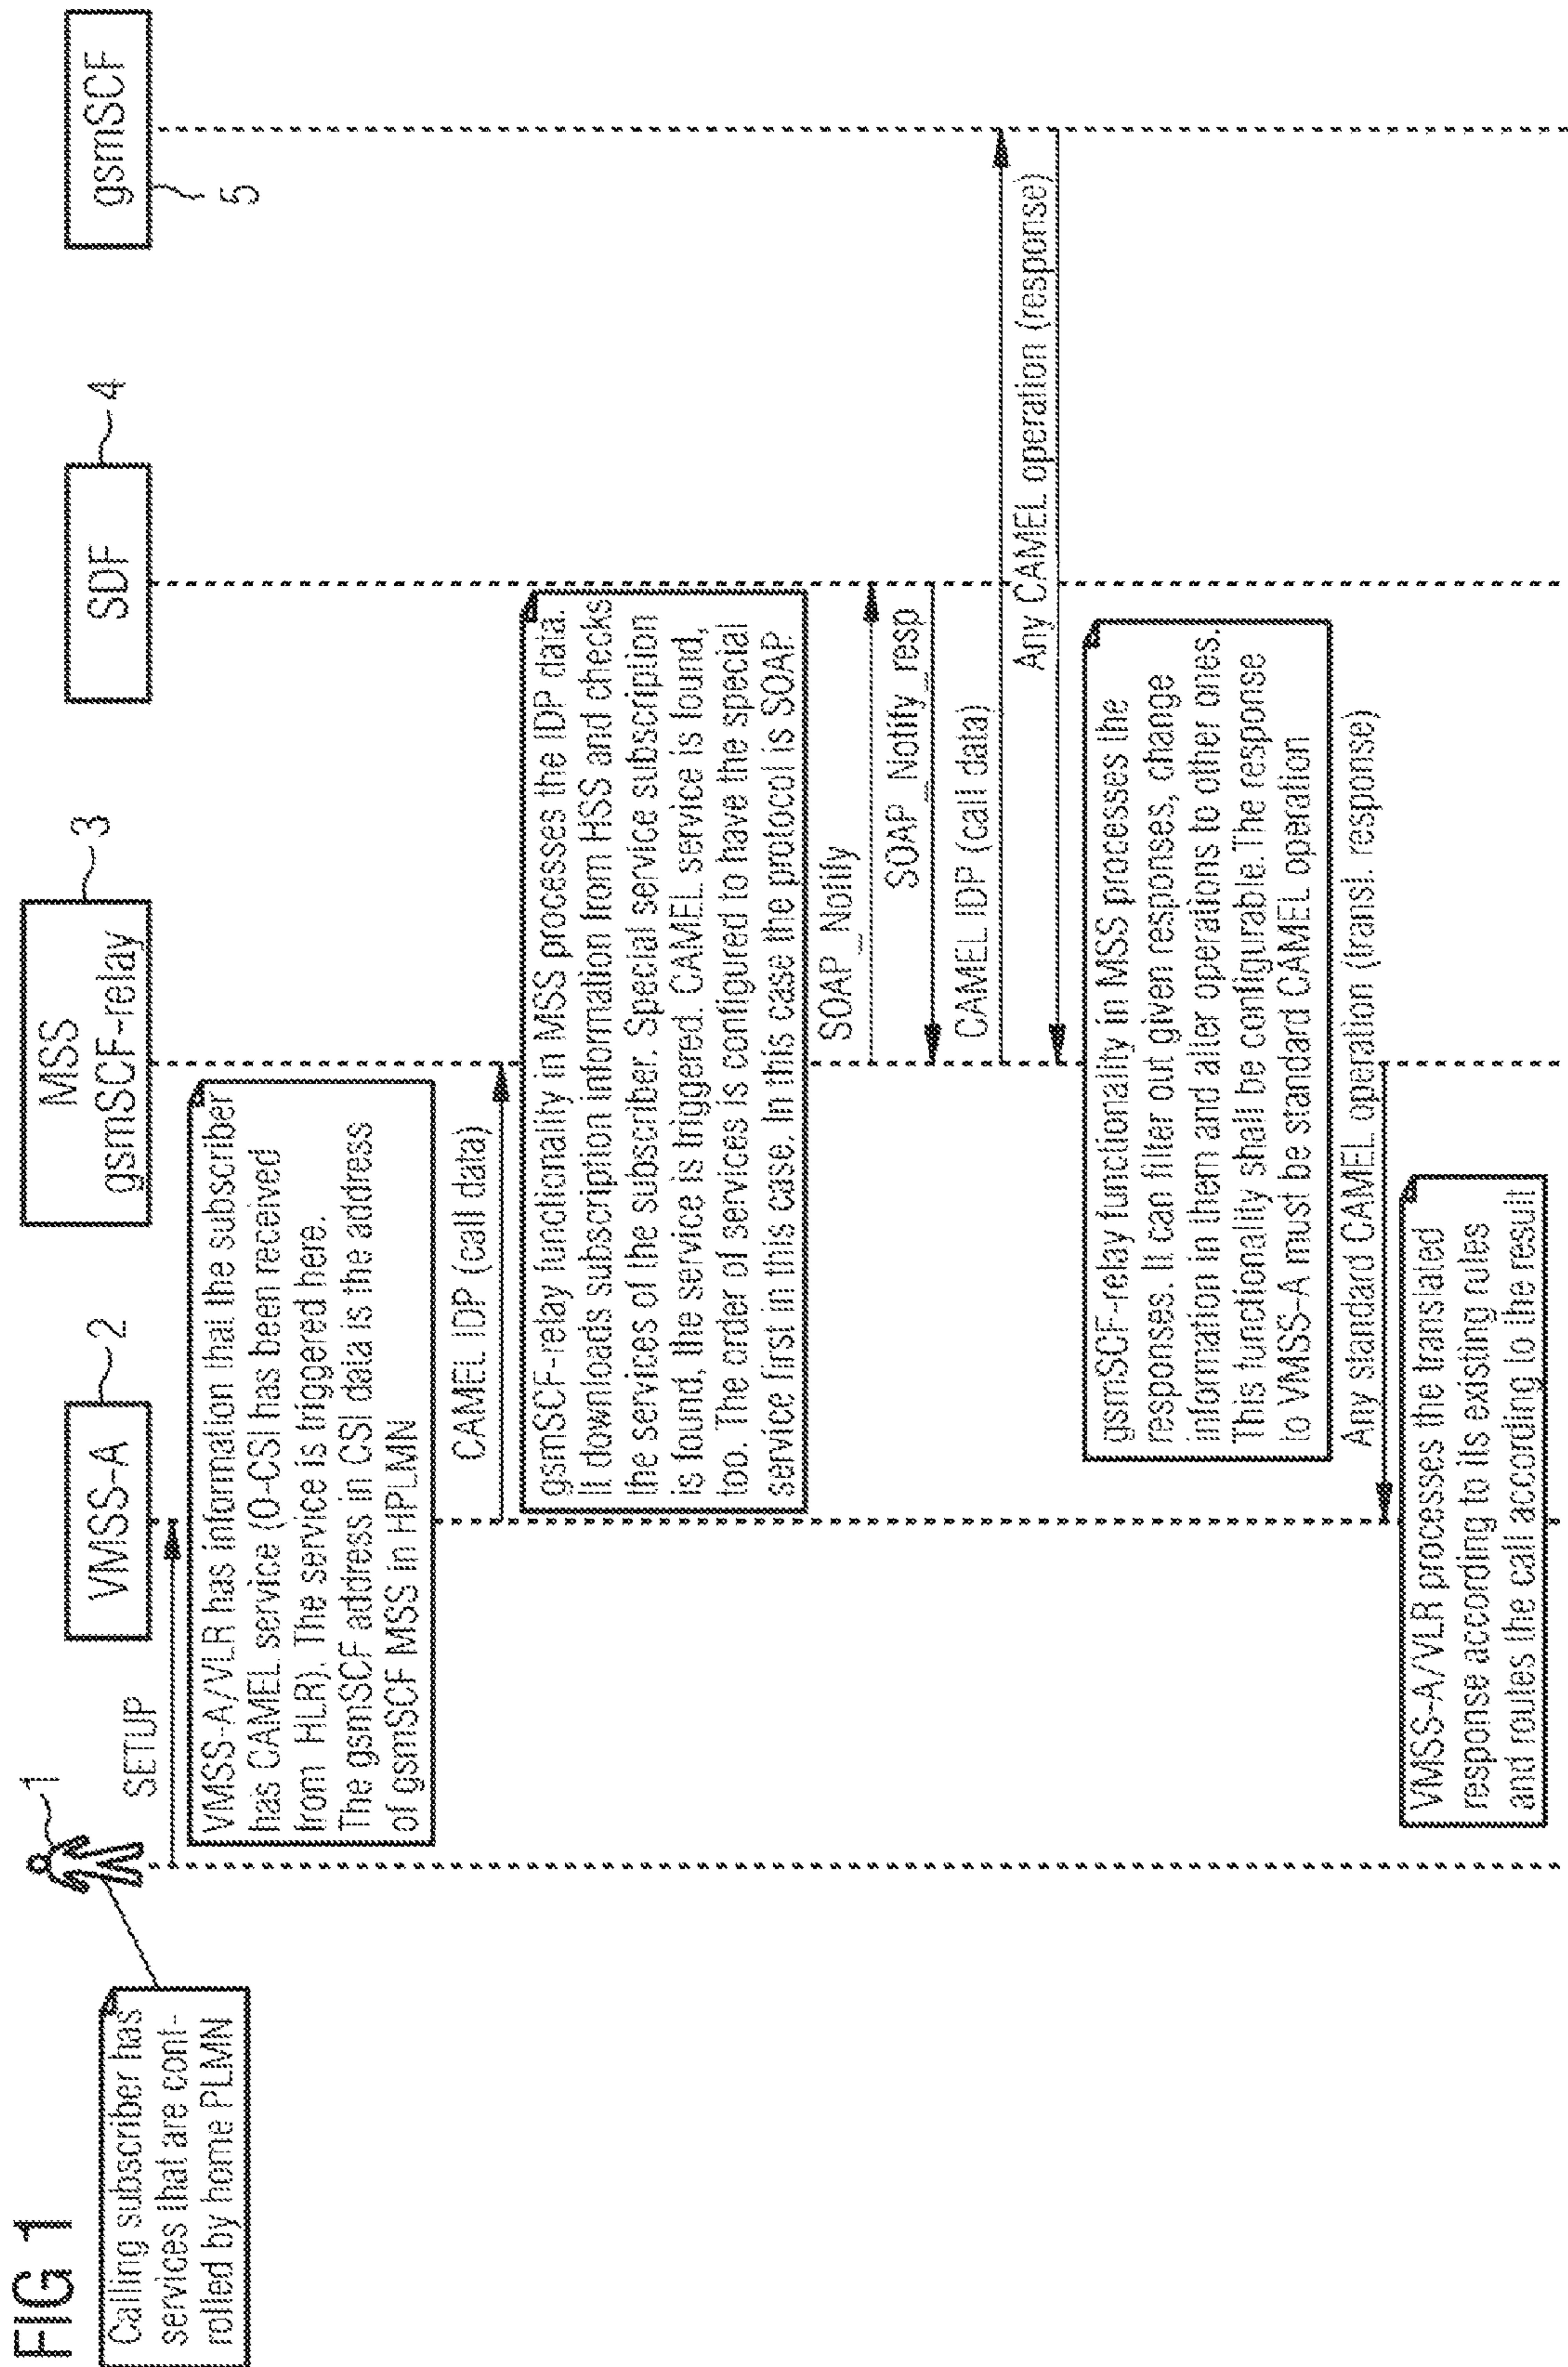 FIG 1
Calling subscriber has
services that are cont-
rolled by home PLMN
1
SETUP
VMSS-A
2
MSS
gsmSCF-relay
3
SDF
4
gsmSCF
5
VMSS-A/VLR has information that the subscriber
has CAMEL service (O-CSI has been received
from HLR). The service is triggered here.
The gsmSCF address in CSI data is the address
of gsmSCF MSS in HPLMN
CAMEL IDP (call data)
gsmSCF-relay functionality in MSS processes the IDP data.
It downloads subscription information from HSS and checks
the services of the subscriber. Special service subscription
is found, the service is triggered. CAMEL service is found,
too. The order of services is configured to have the special
service first in this case. In this case the protocol is SOAP.
SOAP_Notify
SOAP_Notify_resp
CAMEL IDP (call data)
Any CAMEL operation (response)
gsmSCF-relay functionality in MSS processes the
responses. It can filter out given responses, change
information in them and alter operations to other ones.
This functionality shall be configurable. The response
to VMSS-A must be standard CAMEL operation
Any standard CAMEL operation (transl. response)
VMSS-A/VLR processes the translated
response according to its existing rules
and routes the call according to the result